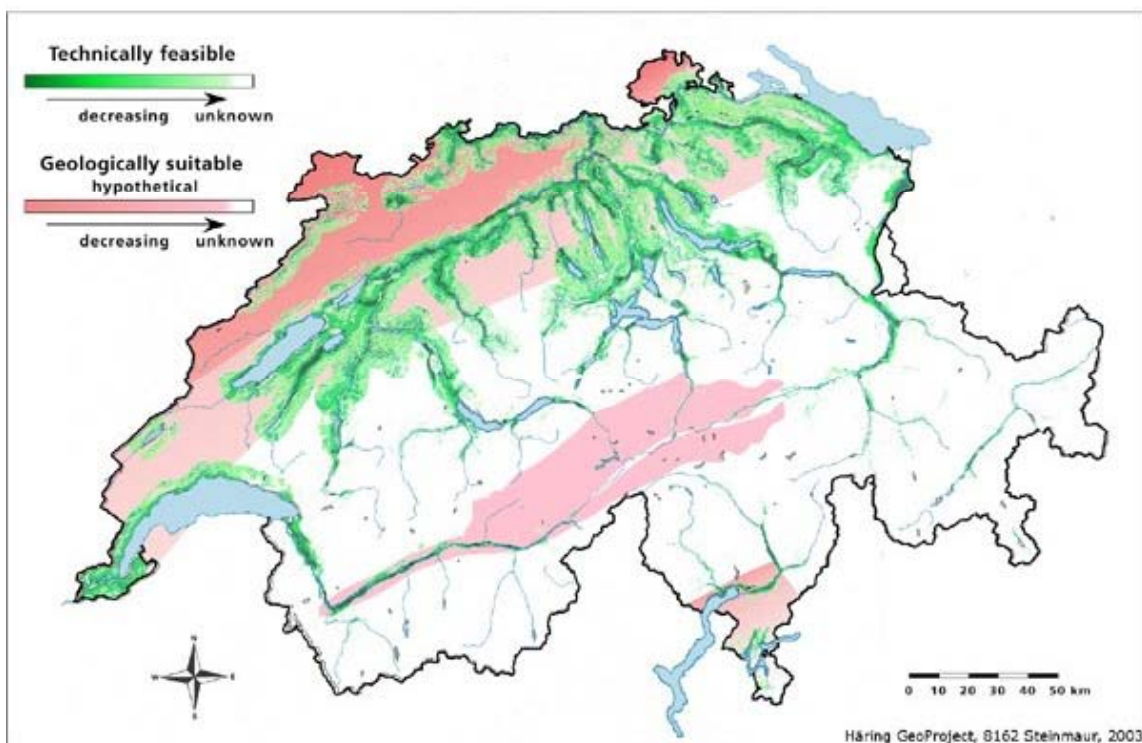 Technically feasible
decreasing unknown
Geologically suitable
hypothetical
decreasing unknown
N
W E
S
0 10 20 30 40 50 km
Häring GeoProject, 8162 Steinmaur, 2003